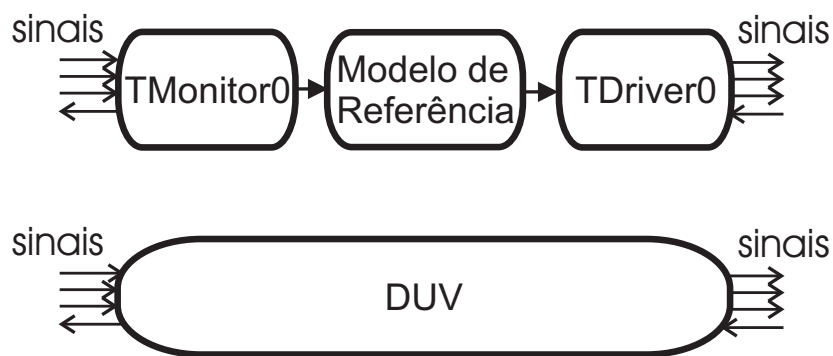 sinais
sinais
TMonitor0
Modelo de
Referência
TDriver0
sinais
sinais
DUV